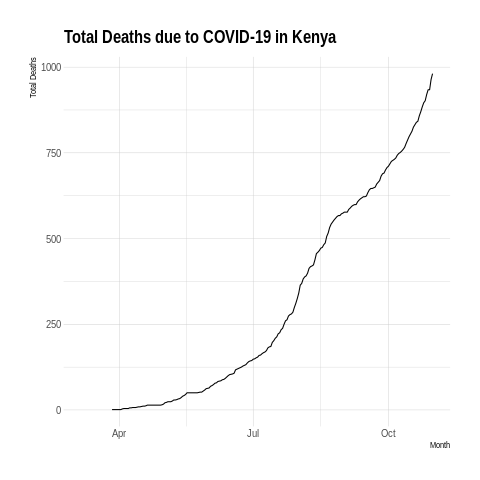 Total Deaths due to COVID-19 in Kenya
Total Deaths
1000
750
500
250
0
Apr
Jul
Oct
Month